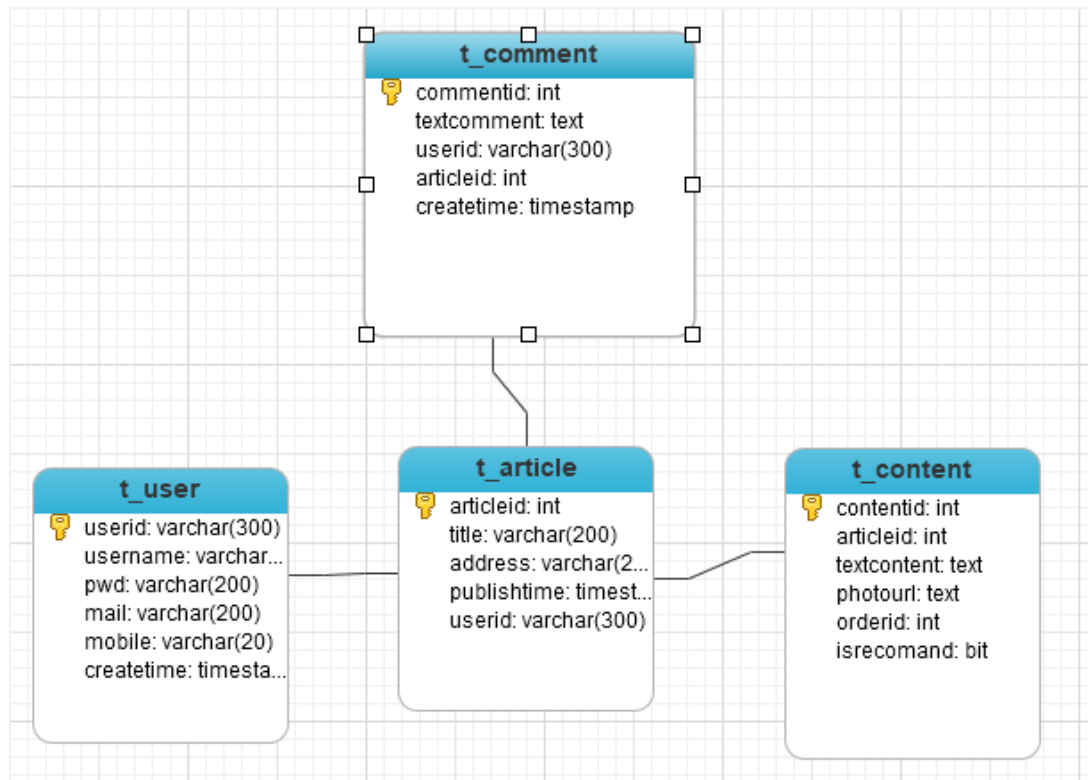 t_comment
commentid: int
textcomment: text
userid: varchar(300)
articleid: int
createtime: timestamp
t_user
userid: varchar(300)
username: varchar...
pwd: varchar(200)
mail: varchar(200)
mobile: varchar(20)
createtime: timesta...
t_article
articleid: int
title: varchar(200)
address: varchar(2...
publishtime: timest...
userid: varchar(300)
t_content
contentid: int
articleid: int
textcontent: text
photourl: text
orderid: int
isrecomand: bit